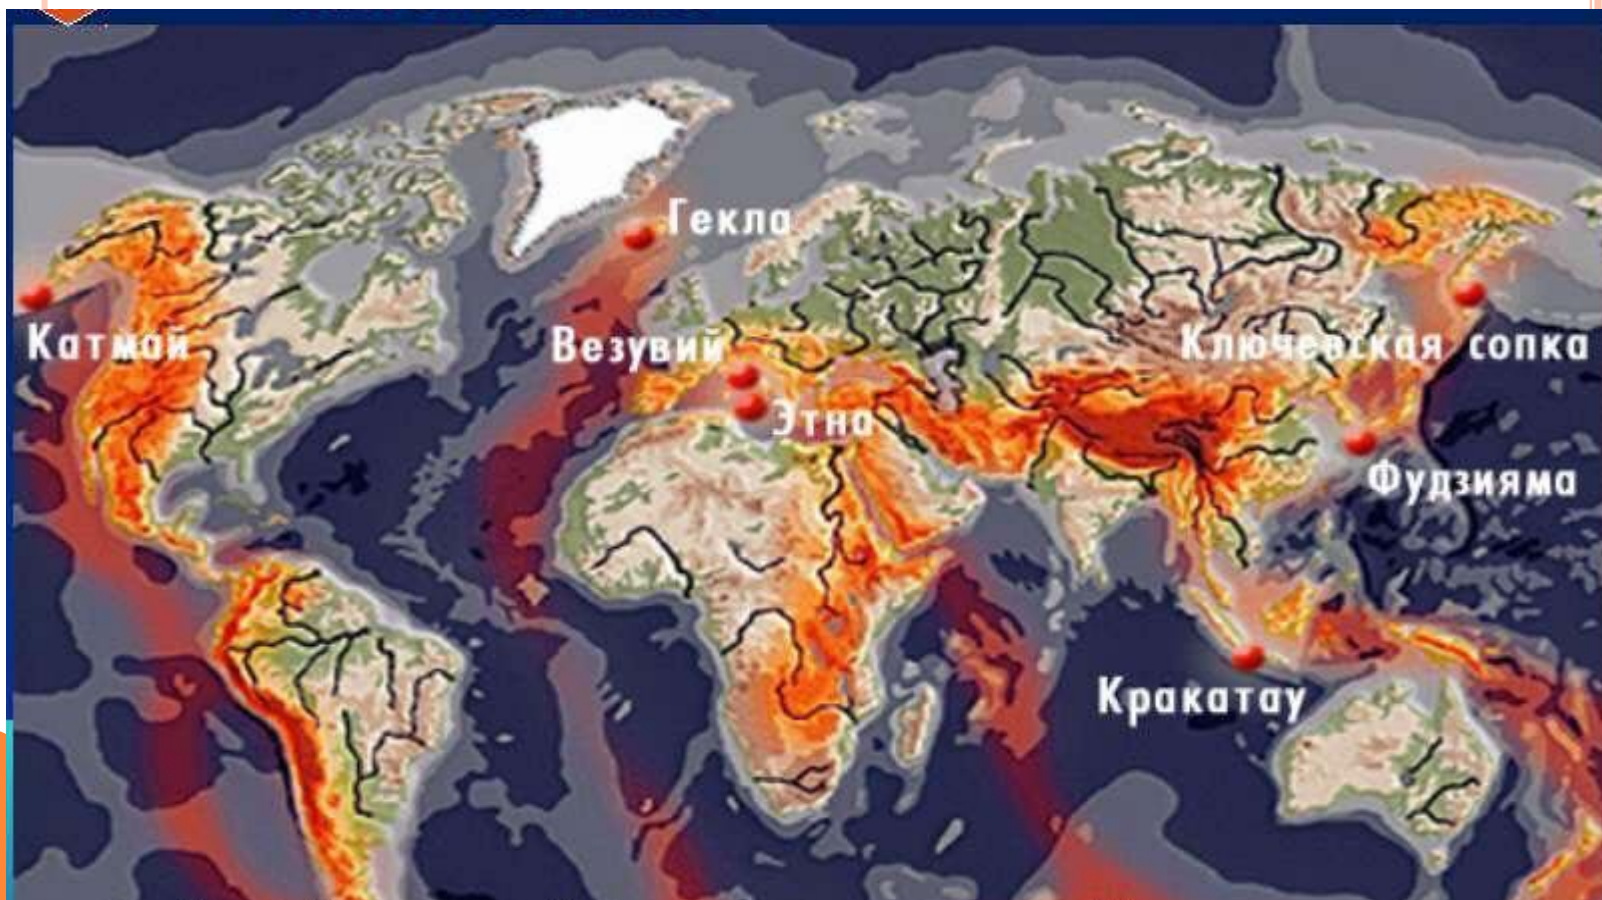 Гекла
Катмай
Везувий
Ключевская сопка
Этна
Фудзияма
Кракатау